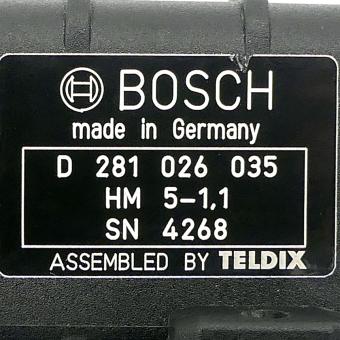 BOSCH
made in Germany
D 281 026 035
HM 5-1,1
SN 4268
ASSEMBLED BY TELDIX